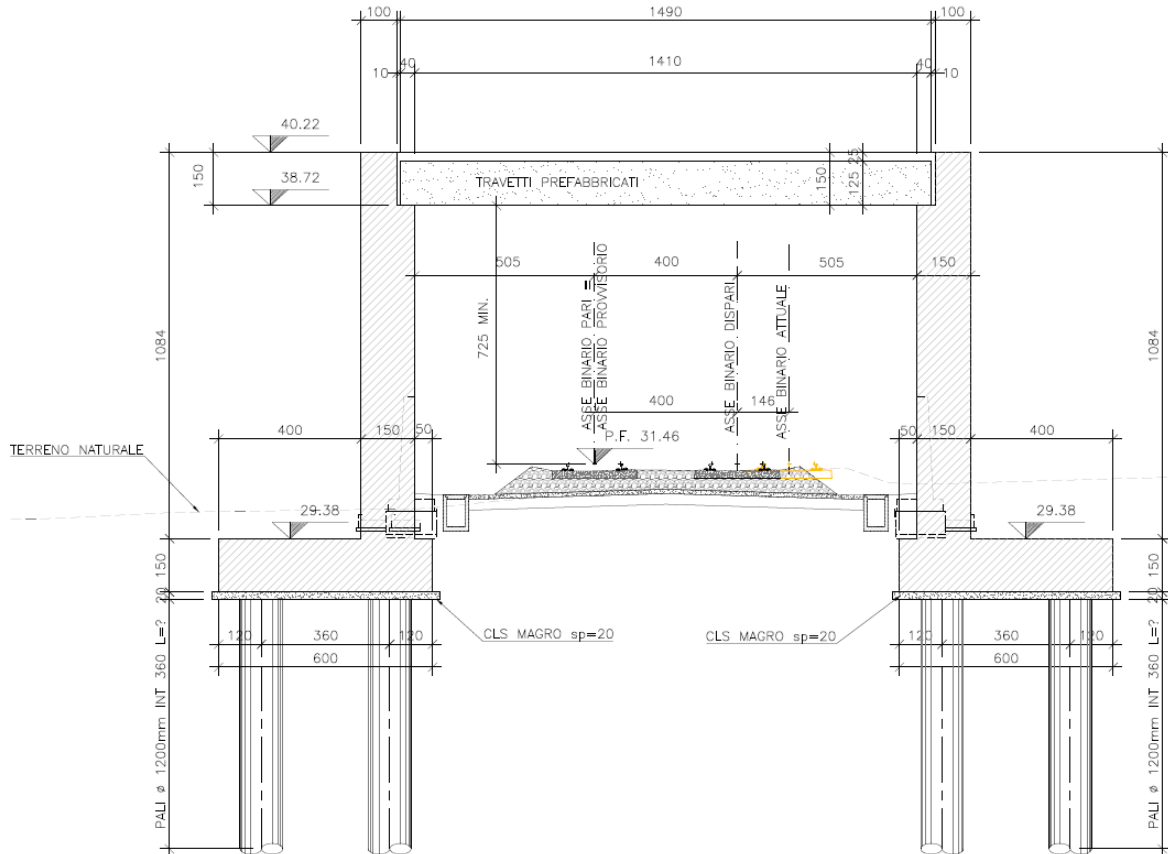 100 1490 100
40 1410 40
10 10
40.22
150
38.72
TRAVETTI PREFABBRICATI
150
125 25
505 400 505 150
ASSE BINARIO PARI =
ASSE BINARIO PROVVISORIO
ASSE BINARIO DISPARI
ASSE BINARIO ATTUALE
725 MIN.
1084
1084
400 146
400 150 50
P.F. 31.46
50 150 400
TERRENO NATURALE
29.38
29.38
20 150
20 150
CLS MAGRO sp=20
CLS MAGRO sp=20
120 360 120
600
120 360 120
600
PALI ø 1200mm INT 360 L=?
PALI ø 1200mm INT 360 L=?